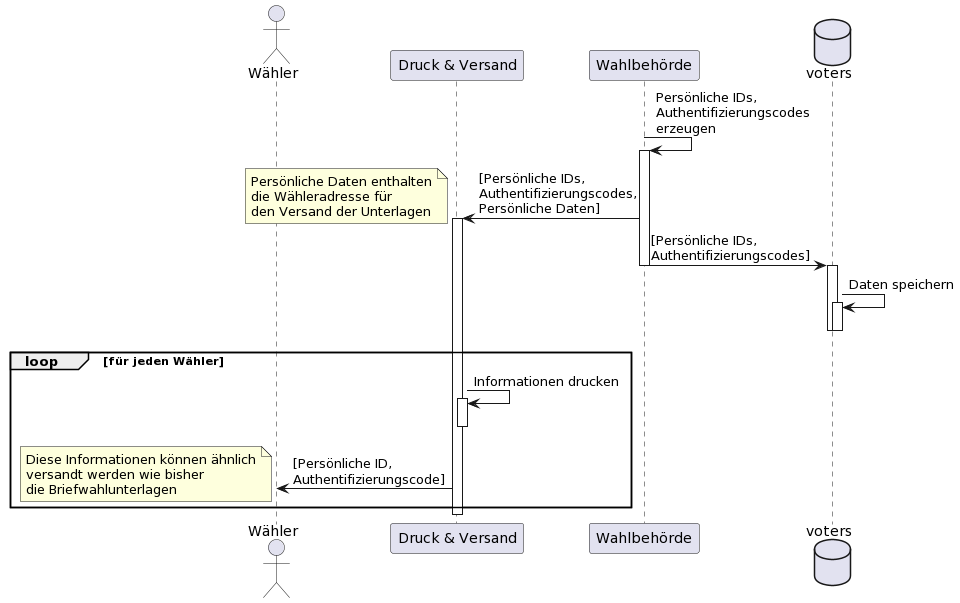 Wähler
Druck & Versand
Wahlbehörde
voters
Persönliche IDs,
Authentifizierungscodes
erzeugen
Persönliche Daten enthalten
die Wähleradresse für
den Versand der Unterlagen
[Persönliche IDs,
Authentifizierungscodes,
Persönliche Daten]
[Persönliche IDs,
Authentifizierungscodes]
Daten speichern
loop [für jeden Wähler]
Informationen drucken
Diese Informationen können ähnlich
versandt werden wie bisher
die Briefwahlunterlagen
[Persönliche ID,
Authentifizierungscode]
Wähler
Druck & Versand
Wahlbehörde
voters